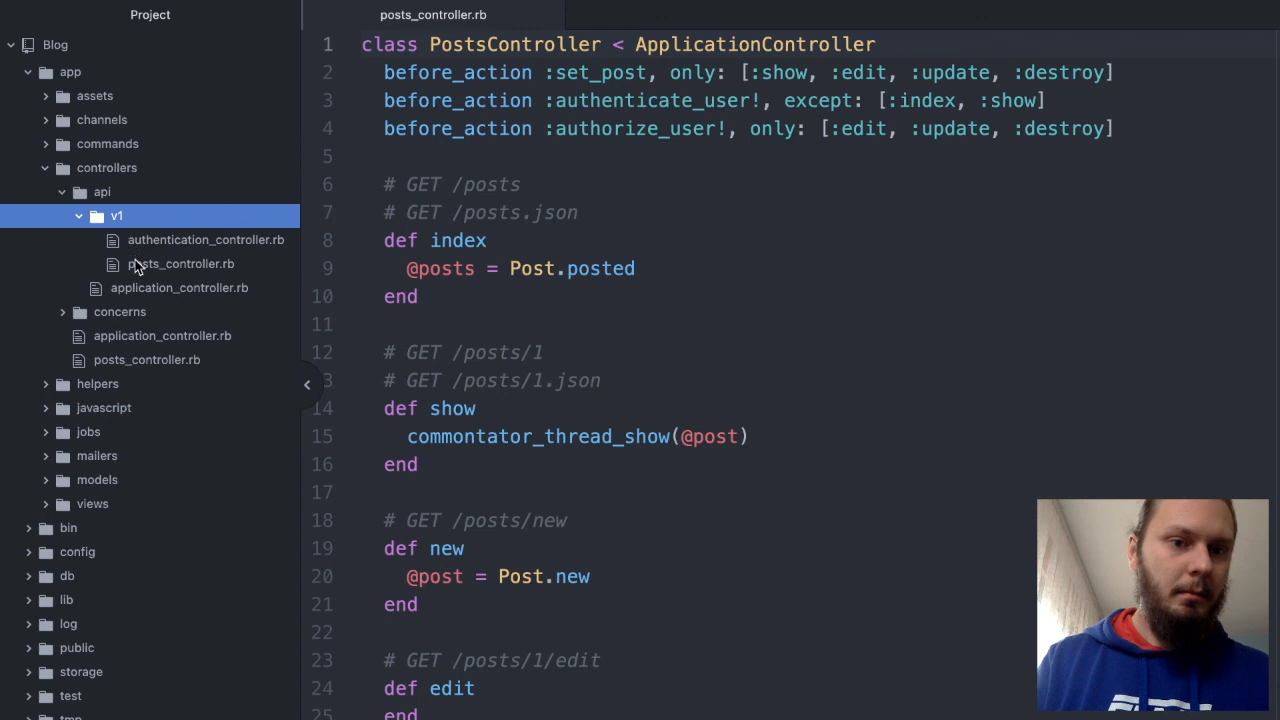 Project
Blog
app
assets
channels
commands
controllers
api
v1
authentication_controller.rb
posts_controller.rb
application_controller.rb
concerns
application_controller.rb
posts_controller.rb
helpers
javascript
jobs
mailers
models
views
bin
config
db
lib
log
public
storage
test
tmp
posts_controller.rb
1 class PostsController < ApplicationController
2 before_action :set_post, only: [:show, :edit, :update, :destroy]
3 before_action :authenticate_user!, except: [:index, :show]
4 before_action :authorize_user!, only: [:edit, :update, :destroy]
5
6 # GET /posts
7 # GET /posts.json
8 def index
9 @posts = Post.posted
10 end
11
12 # GET /posts/1
3 # GET /posts/1.json
14 def show
15 commontator_thread_show(@post)
16 end
17
18 # GET /posts/new
19 def new
20 @post = Post.new
21 end
22
23 # GET /posts/1/edit
24 def edit
25 end